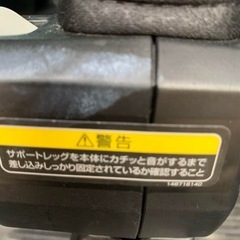 警告
サポートレッグを本体にカチッと音がするまで
差し込みしっかり固定されているか確認すること
148718140